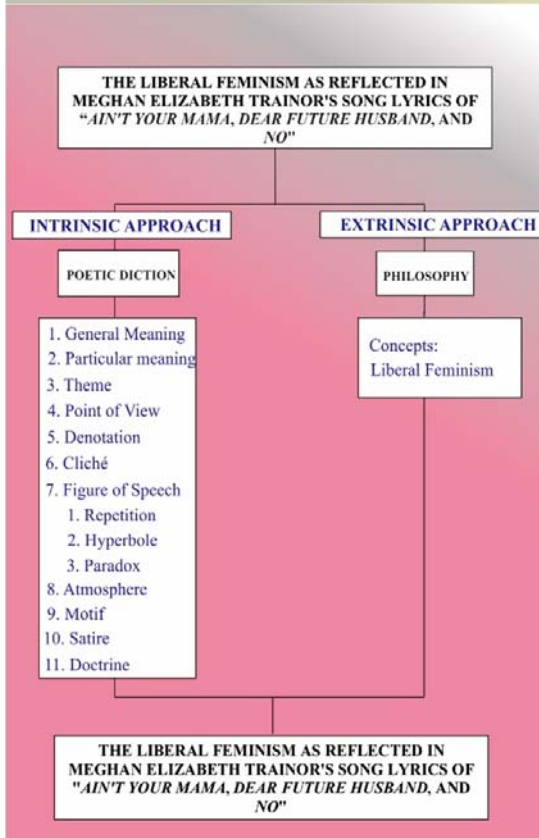 THE LIBERAL FEMINISM AS REFLECTED IN
MEGHAN ELIZABETH TRAINOR'S SONG LYRICS OF
"AIN'T YOUR MAMA, DEAR FUTURE HUSBAND, AND
NO"
INTRINSIC APPROACH
EXTRINSIC APPROACH
POETIC DICTION
PHILOSOPHY
1. General Meaning
2. Particular meaning
3. Theme
4. Point of View
5. Denotation
6. Cliché
7. Figure of Speech
1. Repetition
2. Hyperbole
3. Paradox
8. Atmosphere
9. Motif
10. Satire
11. Doctrine
Concepts:
Liberal Feminism
THE LIBERAL FEMINISM AS REFLECTED IN
MEGHAN ELIZABETH TRAINOR'S SONG LYRICS OF
"AIN'T YOUR MAMA, DEAR FUTURE HUSBAND, AND
NO"